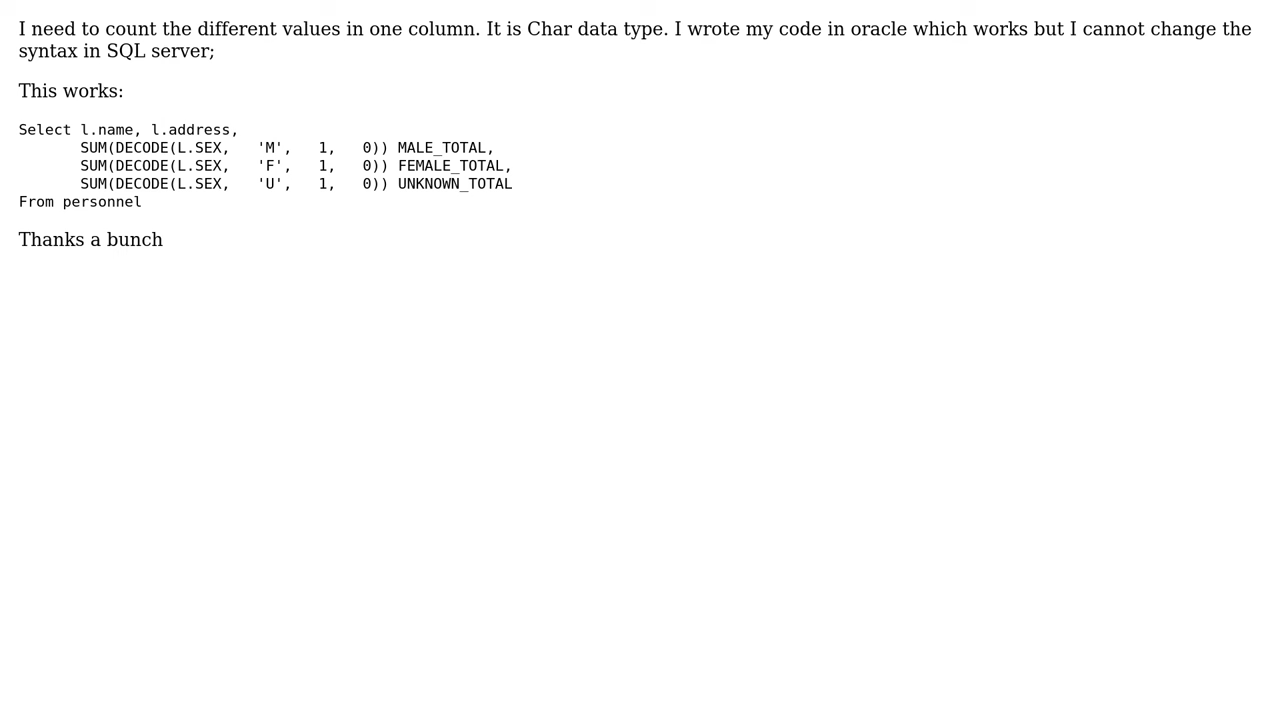 I need to count the different values in one column. It is Char data type. I wrote my code in oracle which works but I cannot change the
syntax in SQL server;
This works:
Select l.name, l.address,
       SUM(DECODE(L.SEX,   'M',   1,   0)) MALE_TOTAL,
       SUM(DECODE(L.SEX,   'F',   1,   0)) FEMALE_TOTAL,
       SUM(DECODE(L.SEX,   'U',   1,   0)) UNKNOWN_TOTAL
From personnel
Thanks a bunch